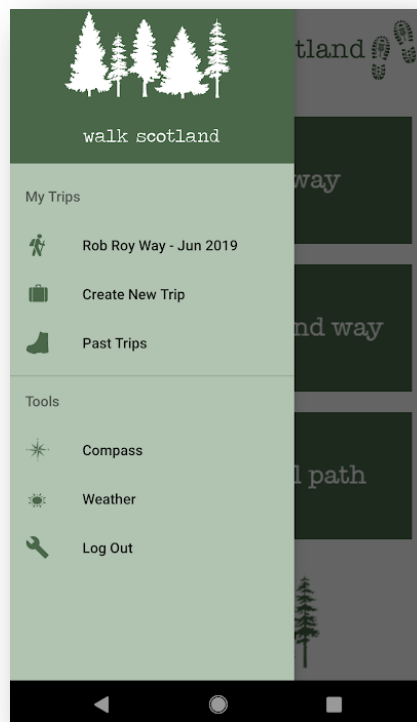 tland
walk scotland
way
My Trips
Rob Roy Way - Jun 2019
Create New Trip
nd way
Past Trips
Tools
Compass
l path
Weather
Log Out